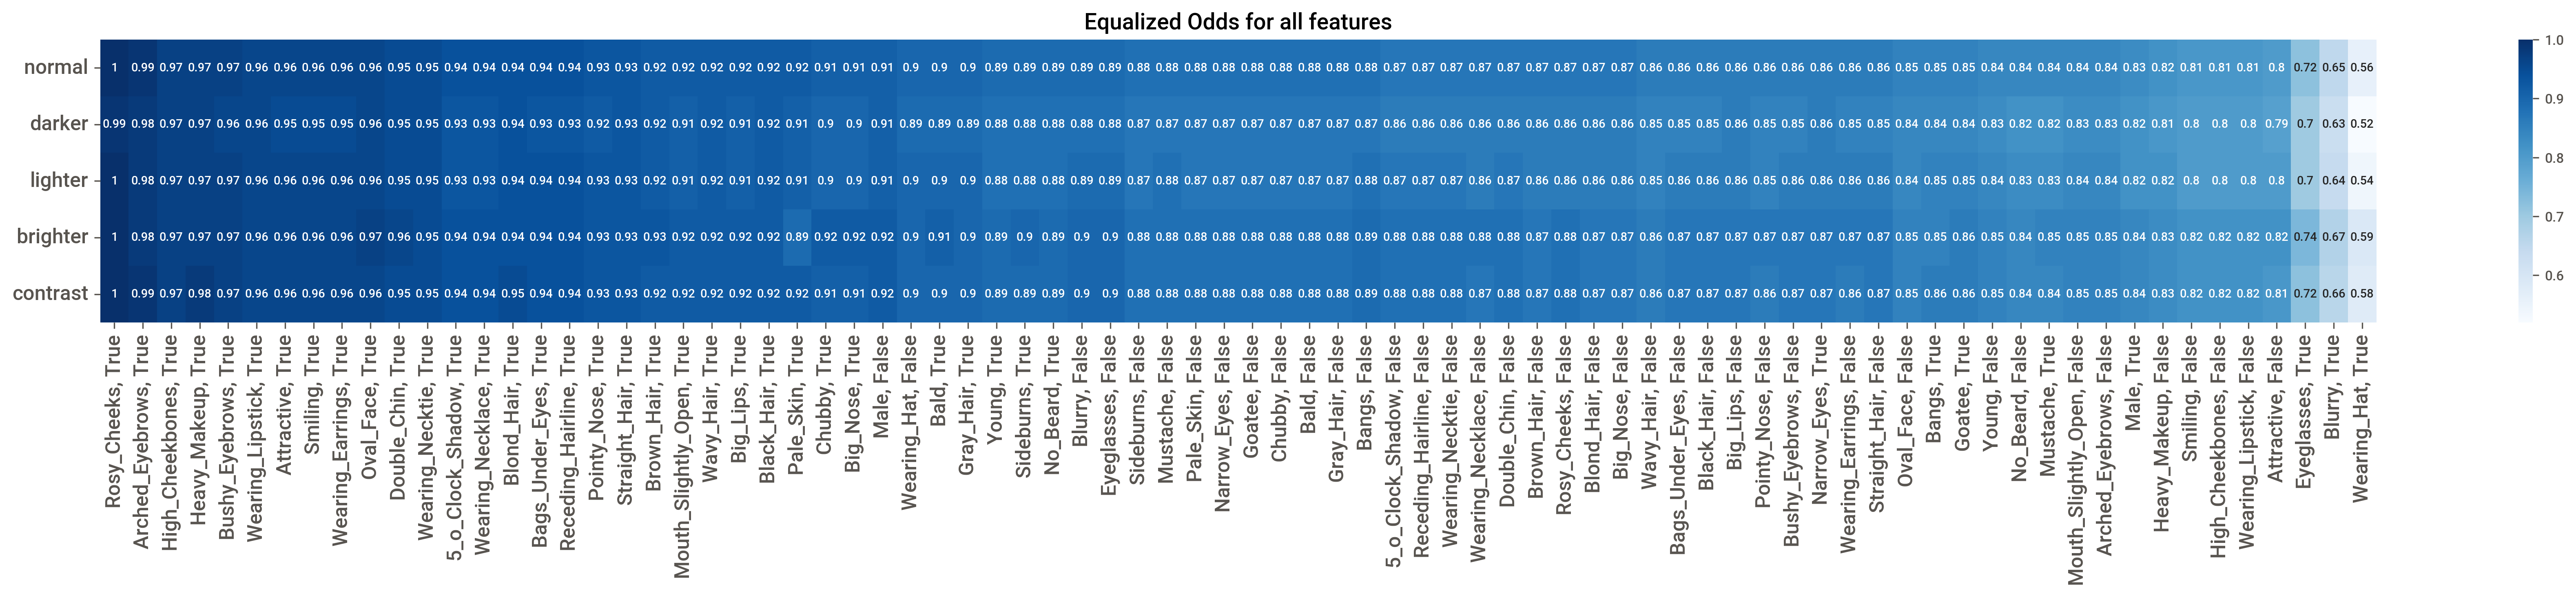 Equalized Odds for all features
normal 1 0.99 0.97 0.97 0.97 0.96 0.96 0.96 0.96 0.96 0.95 0.95 0.94 0.94 0.94 0.94 0.94 0.93 0.93 0.92 0.92 0.92 0.92 0.92 0.92 0.91 0.91 0.91 0.9 0.9 0.9 0.89 0.89 0.89 0.89 0.89 0.88 0.88 0.88 0.88 0.88 0.88 0.88 0.88 0.88 0.87 0.87 0.87 0.87 0.87 0.87 0.87 0.87 0.87 0.86 0.86 0.86 0.86 0.86 0.86 0.86 0.86 0.86 0.85 0.85 0.85 0.84 0.84 0.84 0.84 0.84 0.83 0.82 0.81 0.81 0.81 0.8 0.72 0.65 0.56
darker 0.99 0.98 0.97 0.97 0.96 0.96 0.95 0.95 0.95 0.96 0.95 0.95 0.93 0.93 0.94 0.93 0.93 0.92 0.93 0.92 0.91 0.92 0.91 0.92 0.91 0.9 0.9 0.91 0.89 0.89 0.89 0.88 0.88 0.88 0.88 0.88 0.87 0.87 0.87 0.87 0.87 0.87 0.87 0.87 0.87 0.86 0.86 0.86 0.86 0.86 0.86 0.86 0.86 0.86 0.85 0.85 0.85 0.86 0.85 0.85 0.86 0.85 0.85 0.84 0.84 0.84 0.83 0.82 0.82 0.83 0.83 0.82 0.81 0.8 0.8 0.8 0.79 0.7 0.63 0.52
lighter 1 0.98 0.97 0.97 0.97 0.96 0.96 0.96 0.96 0.96 0.95 0.95 0.93 0.93 0.94 0.94 0.94 0.93 0.93 0.92 0.91 0.92 0.91 0.92 0.91 0.9 0.9 0.91 0.9 0.9 0.9 0.88 0.88 0.88 0.89 0.89 0.87 0.88 0.87 0.87 0.87 0.87 0.87 0.87 0.88 0.87 0.87 0.87 0.86 0.87 0.86 0.86 0.86 0.86 0.85 0.86 0.86 0.86 0.85 0.86 0.86 0.86 0.86 0.84 0.85 0.85 0.84 0.83 0.83 0.84 0.84 0.82 0.82 0.8 0.8 0.8 0.8 0.7 0.64 0.54
brighter 1 0.98 0.97 0.97 0.97 0.96 0.96 0.96 0.96 0.97 0.96 0.95 0.94 0.94 0.94 0.94 0.94 0.93 0.93 0.93 0.92 0.92 0.92 0.92 0.89 0.92 0.92 0.92 0.9 0.91 0.9 0.89 0.9 0.89 0.9 0.9 0.88 0.88 0.88 0.88 0.88 0.88 0.88 0.88 0.89 0.88 0.88 0.88 0.88 0.88 0.87 0.88 0.87 0.87 0.86 0.87 0.87 0.87 0.87 0.87 0.86 0.87 0.87 0.85 0.85 0.86 0.85 0.84 0.85 0.85 0.85 0.84 0.83 0.82 0.82 0.82 0.82 0.74 0.67 0.59
contrast 1 0.99 0.97 0.98 0.97 0.96 0.96 0.96 0.96 0.96 0.95 0.95 0.94 0.94 0.95 0.94 0.94 0.93 0.93 0.92 0.92 0.92 0.92 0.92 0.92 0.91 0.91 0.92 0.9 0.9 0.9 0.89 0.89 0.89 0.9 0.9 0.88 0.88 0.88 0.88 0.88 0.88 0.88 0.88 0.89 0.88 0.88 0.88 0.87 0.88 0.87 0.88 0.87 0.87 0.86 0.87 0.87 0.87 0.86 0.87 0.86 0.86 0.87 0.86 0.85 0.86 0.85 0.84 0.84 0.85 0.85 0.84 0.83 0.82 0.82 0.82 0.81 0.72 0.66 0.58
Rosy_Cheeks, True
Arched_Eyebrows, True
High_Cheekbones, True
Heavy_Makeup, True
Bushy_Eyebrows, True
Wearing_Lipstick, True
Attractive, True
Smiling, True
Wearing_Earrings, True
Oval_Face, True
Double_Chin, True
Wearing_Necktie, True
5_o_Clock_Shadow, True
Wearing_Necklace, True
Blond_Hair, True
Bags_Under_Eyes, True
Receding_Hairline, True
Pointy_Nose, True
Straight_Hair, True
Brown_Hair, True
Mouth_Slightly_Open, True
Wavy_Hair, True
Big_Lips, True
Black_Hair, True
Pale_Skin, True
Chubby, True
Big_Nose, True
Male, False
Wearing_Hat, False
Bald, True
Gray_Hair, True
Young, True
Sideburns, True
No_Beard, True
Blurry, False
Eyeglasses, False
Sideburns, False
Mustache, False
Pale_Skin, False
Narrow_Eyes, False
Goatee, False
Chubby, False
Bald, False
Gray_Hair, False
Bangs, False
5_o_Clock_Shadow, False
Receding_Hairline, False
Wearing_Necktie, False
Wearing_Necklace, False
Double_Chin, False
Brown_Hair, False
Rosy_Cheeks, False
Blond_Hair, False
Big_Nose, False
Wavy_Hair, False
Bags_Under_Eyes, False
Black_Hair, False
Big_Lips, False
Pointy_Nose, False
Bushy_Eyebrows, False
Narrow_Eyes, True
Wearing_Earrings, False
Straight_Hair, False
Oval_Face, False
Bangs, True
Goatee, True
Young, False
No_Beard, False
Mustache, True
Mouth_Slightly_Open, False
Arched_Eyebrows, False
Male, True
Heavy_Makeup, False
Smiling, False
High_Cheekbones, False
Wearing_Lipstick, False
Attractive, False
Eyeglasses, True
Blurry, True
Wearing_Hat, True
1.0
0.9
0.8
0.7
0.6